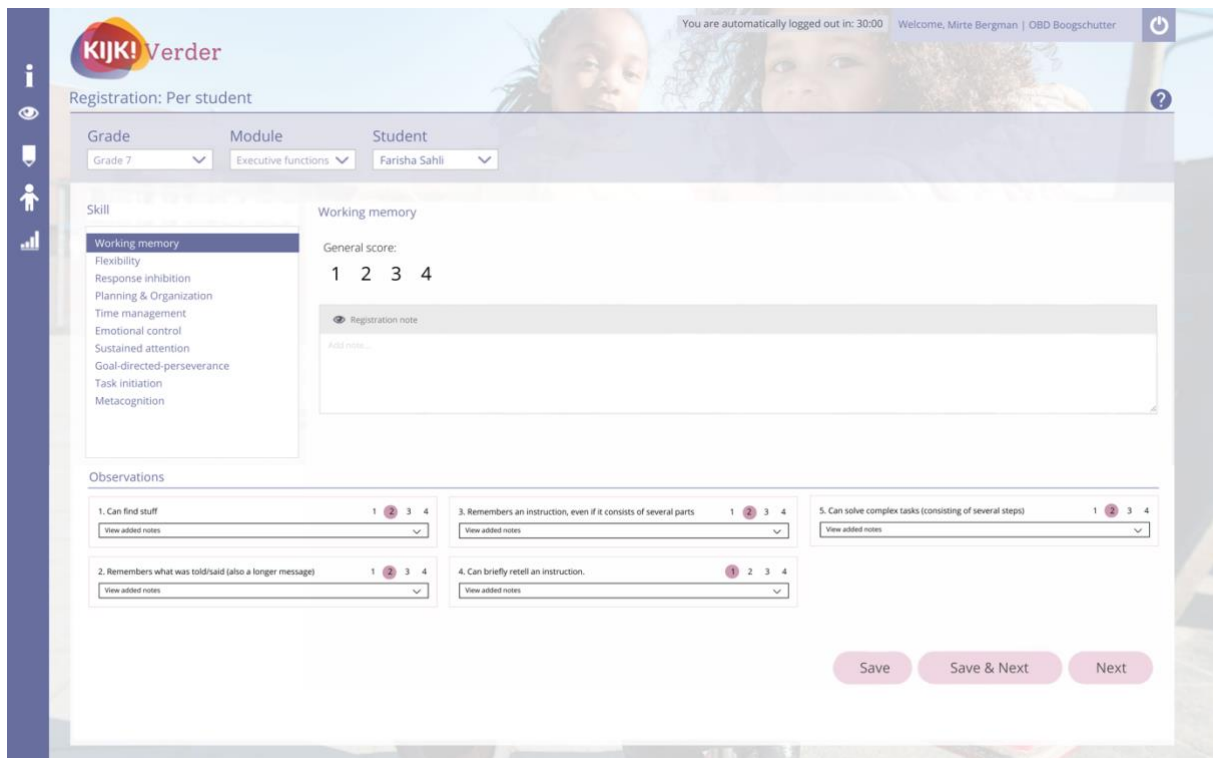 You are automatically logged out in: 30:00 Welcome, Mirte Bergman | OBD Boogschutter
KIJK! Verder
Registration: Per student
?
Grade Module Student
Grade 7 Executive functions Farisha Sahli
Skill
Working memory
Flexibility
Response inhibition
Planning & Organization
Time management
Emotional control
Sustained attention
Goal-directed-perseverance
Task initiation
Metacognition
Working memory
General score:
1 2 3 4
Registration note
Add note...
Observations
1. Can find stuff 1 2 3 4
View added notes
2. Remembers what was told/said (also a longer message) 1 2 3 4
View added notes
3. Remembers an instruction, even if it consists of several parts 1 2 3 4
View added notes
4. Can briefly retell an instruction. 1 2 3 4
View added notes
5. Can solve complex tasks (consisting of several steps) 1 2 3 4
View added notes
Save Save & Next Next